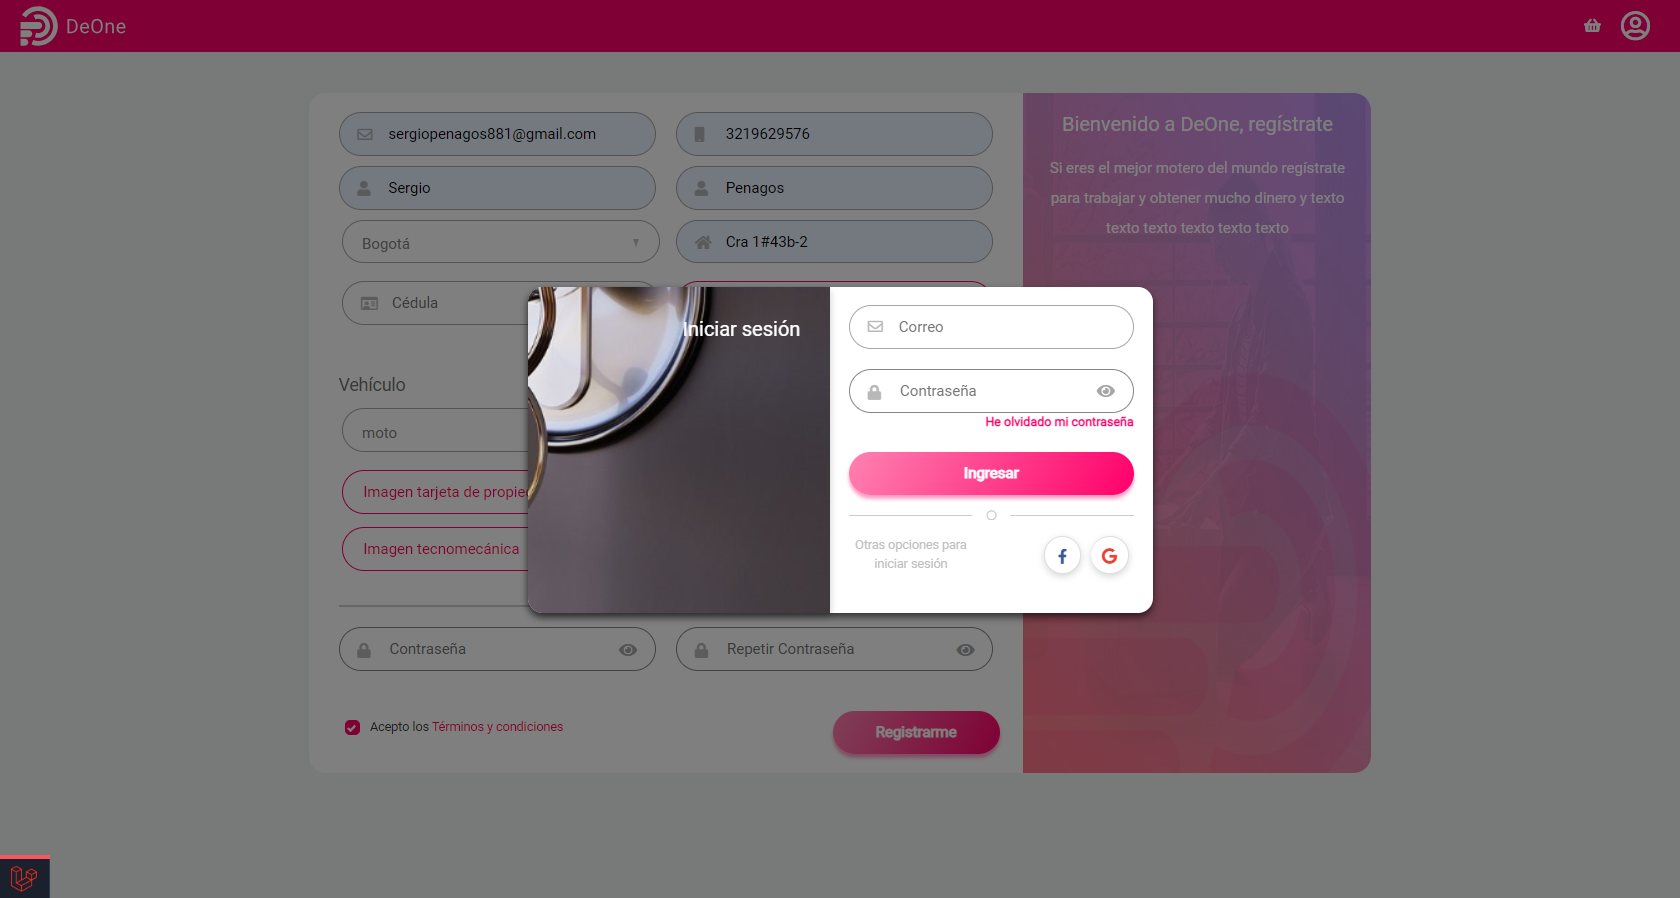 DeOne
sergiopenagos881@gmail.com
3219629576
Sergio
Penagos
Bogotá
Cra 1#43b-2
Cédula
Vehículo
moto
Imagen tarjeta de propie
Imagen tecnomecánica
Contraseña
Repetir Contraseña
Acepto los Términos y condiciones
Registrarme
Bienvenido a DeOne, regístrate
Si eres el mejor motero del mundo regístrate
para trabajar y obtener mucho dinero y texto
texto texto texto texto texto
Iniciar sesión
Correo
Contraseña
He olvidado mi contraseña
Ingresar
O
Otras opciones para
iniciar sesión